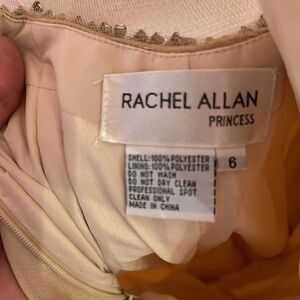 RACHEL ALLAN
PRINCESS
SHELL:100%POLYESTER
LINING:100%POLYESTER
DO NOT WASH
DO NOT DRY CLEAN
PROFESSIONAL SPOT
CLEAN ONLY
MADE IN CHINA
6